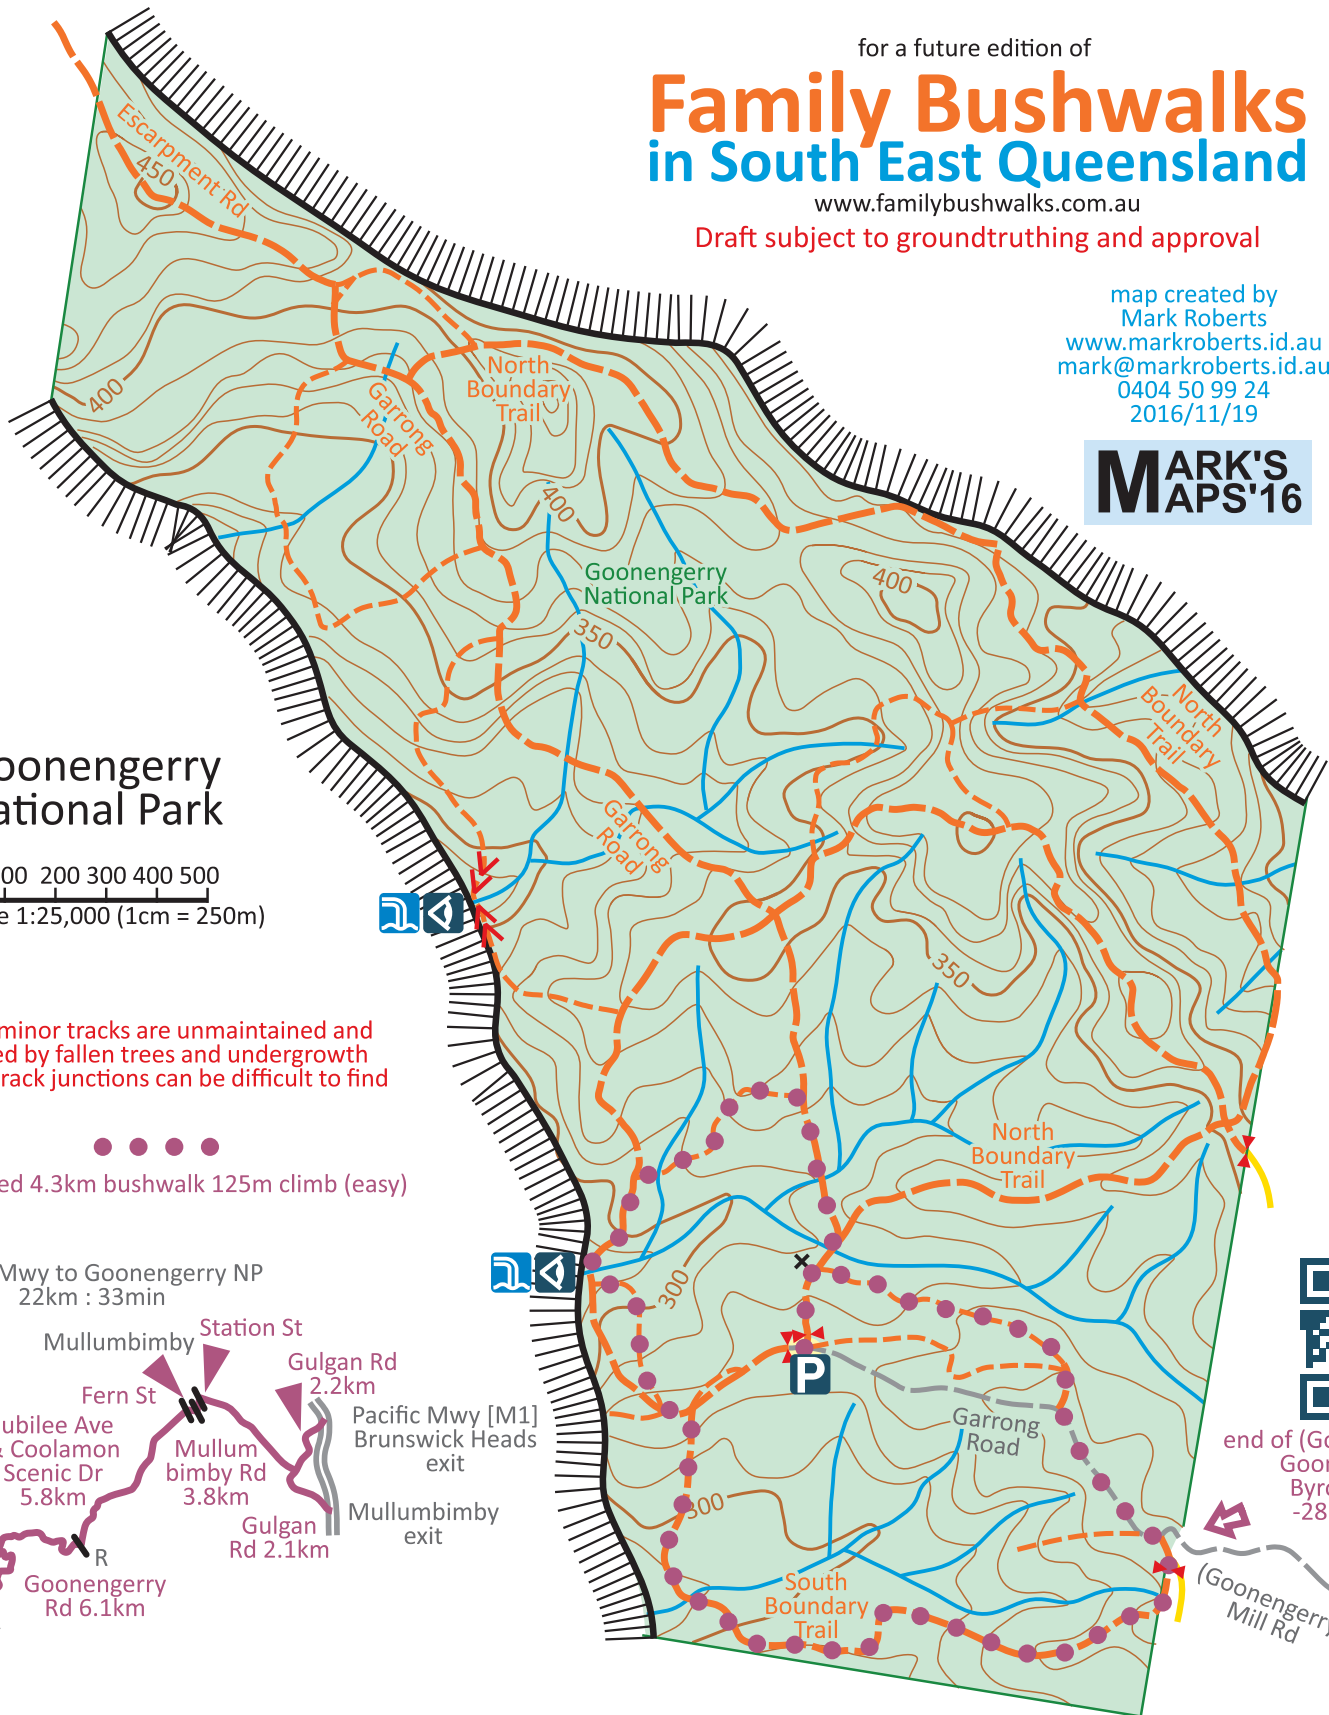 for a future edition of
Family Bushwalks
in South East Queensland
www.familybushwalks.com.au
Draft subject to groundtruthing and approval
map created by
Mark Roberts
www.markroberts.id.au
mark@markroberts.id.au
0404 50 99 24
2016/11/19
MARK'S
MAPS'16
Escarpment Rd
450
400
North
Boundary
Trail
Garrong
Road
400
Goonengerry
National Park
350
400
North
Boundary
Trail
Garrong
Road
350
North
Boundary
Trail
300
P
Garrong
Road
300
South
Boundary
Trail
(Goonengerry
Mill Rd
oonengerry
ational Park
00 200 300 400 500
e 1:25,000 (1cm = 250m)
minor tracks are unmaintained and
ed by fallen trees and undergrowth
rack junctions can be difficult to find
ed 4.3km bushwalk 125m climb (easy)
Mwy to Goonengerry NP
22km : 33min
Mullumbimby
Station St
Gulgan Rd
2.2km
Fern St
Pacific Mwy [M1]
Brunswick Heads
exit
ubilee Ave
& Coolamon
Scenic Dr
5.8km
Mullum
bimby Rd
3.8km
Mullumbimby
exit
Gulgan
Rd 2.1km
R
Goonengerry
Rd 6.1km
end of (Go
Goon
Byro
-28